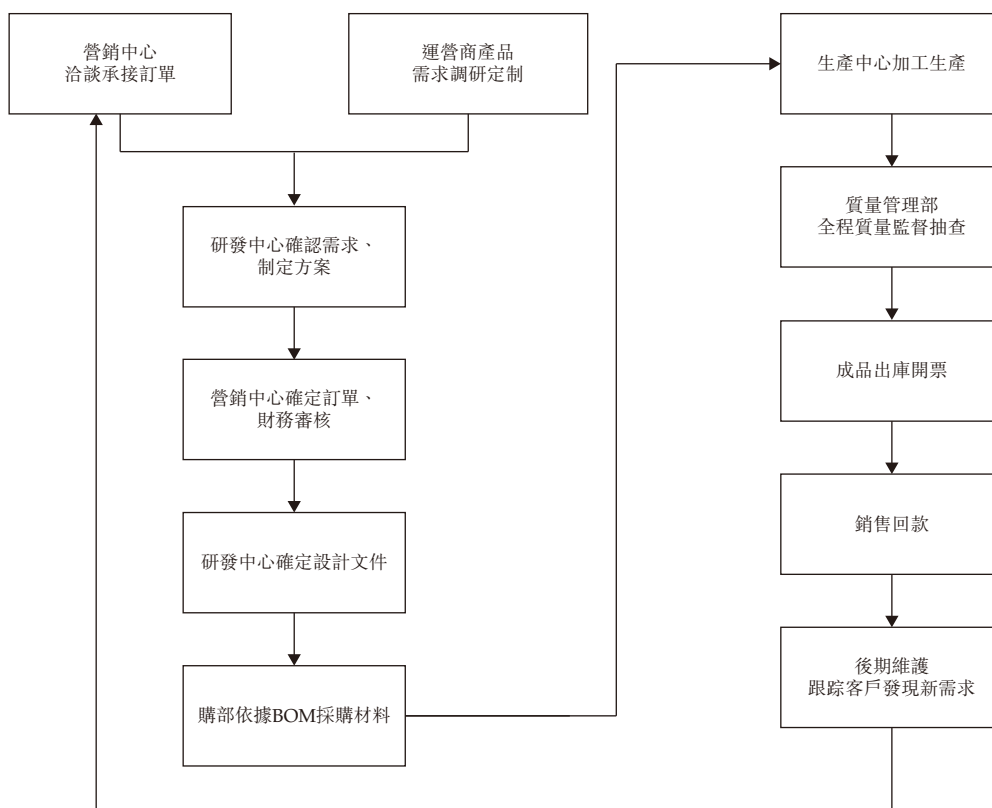 營銷中心
洽談承接訂單
運營商產品
需求調研定制
研發中心確認需求、
制定方案
營銷中心確定訂單、
財務審核
研發中心確定設計文件
購部依據BOM採購材料
生產中心加工生產
質量管理部
全程質量監督抽查
成品出庫開票
銷售回款
後期維護
跟踪客戶發現新需求